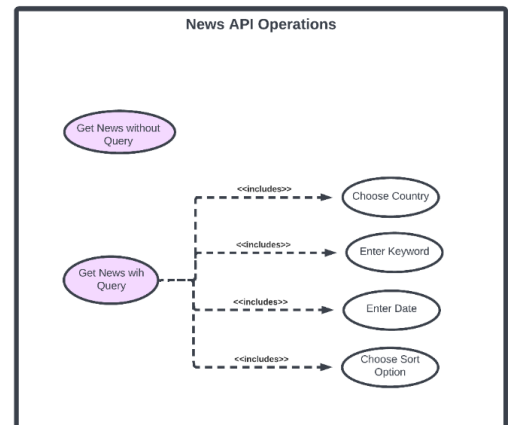 News API Operations
Get News without
Query
<<includes>>
Choose Country
<<includes>>
Enter Keyword
Get News wih
Query
<<includes>>
Enter Date
<<includes>>
Choose Sort
Option